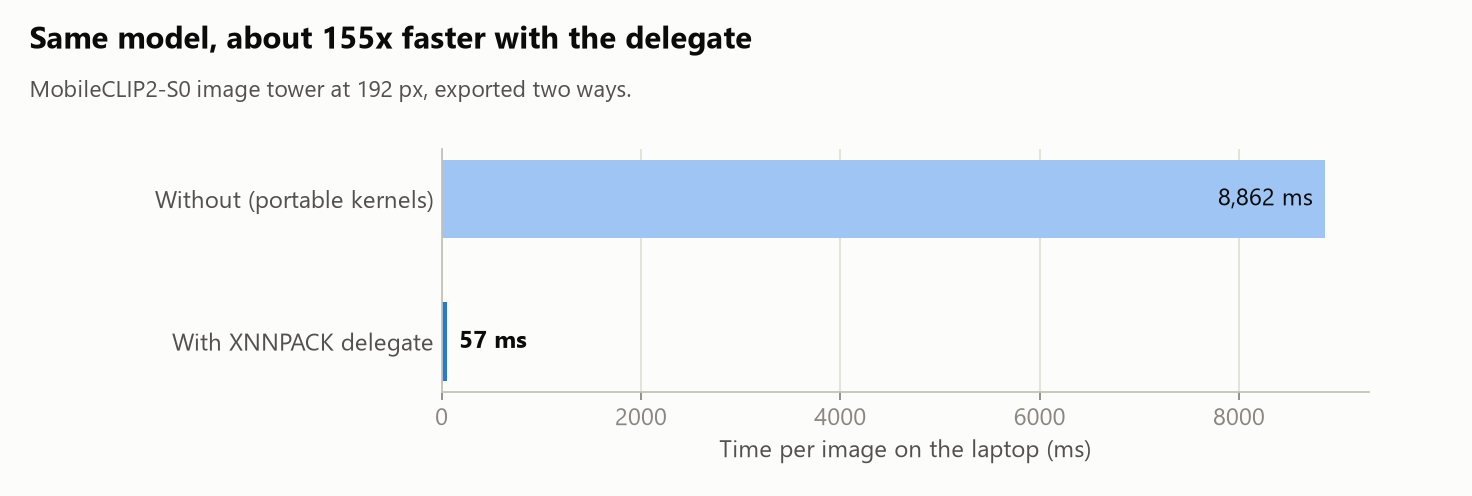 Same model, about 155x faster with the delegate
MobileCLIP2-S0 image tower at 192 px, exported two ways.
Without (portable kernels)
8,862 ms
With XNNPACK delegate
57 ms
0 2000 4000 6000 8000
Time per image on the laptop (ms)